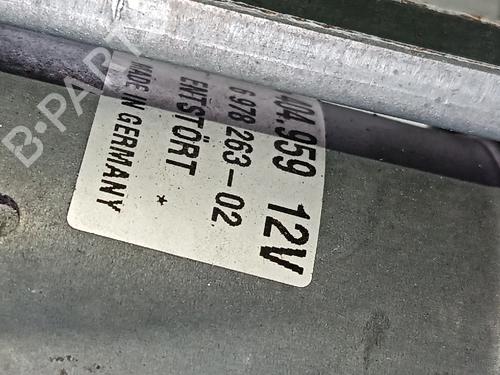 404.959 12V
6 978 263-02
ENTSTÖRT *
MADE IN GERMANY
B-PARTS